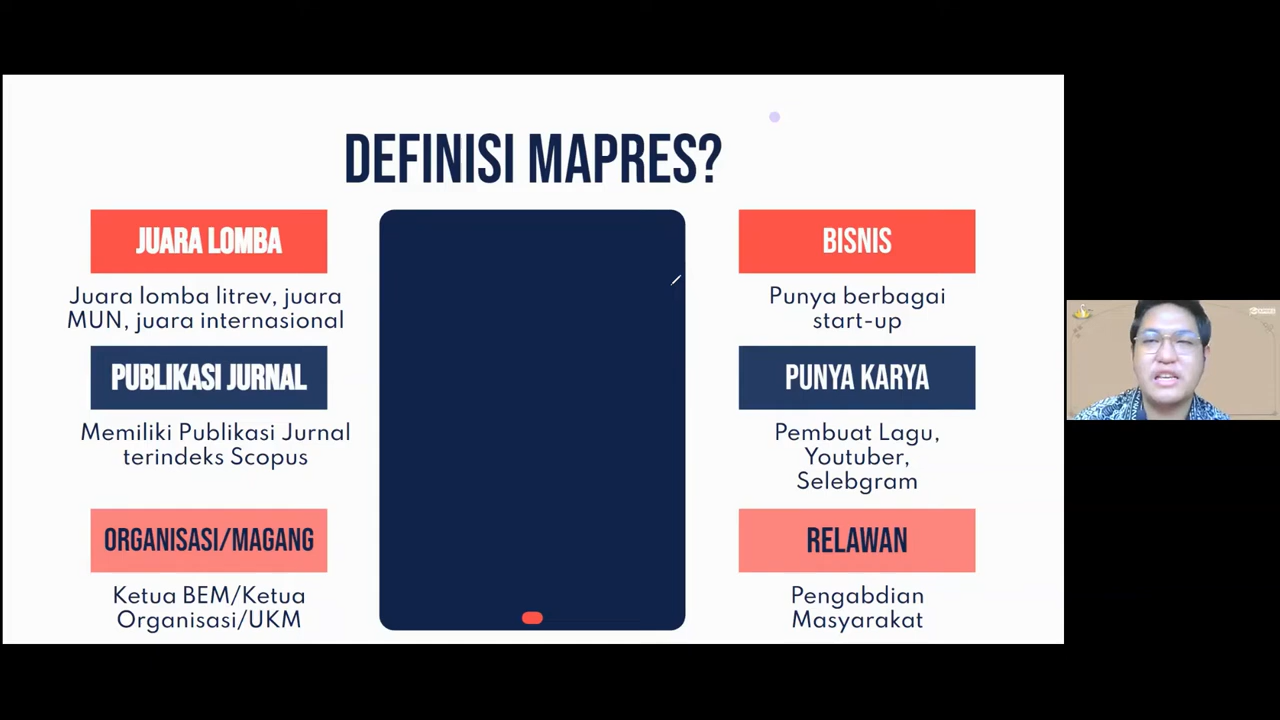 DEFINISI MAPRES?
JUARA LOMBA
Juara lomba litrev, juara
MUN, juara internasional
PUBLIKASI JURNAL
Memiliki Publikasi Jurnal
terindeks Scopus
ORGANISASI/MAGANG
Ketua BEM/Ketua
Organisasi/UKM
BISNIS
Punya berbagai
start-up
PUNYA KARYA
Pembuat Lagu,
Youtuber,
Selebgram
RELAWAN
Pengabdian
Masyarakat